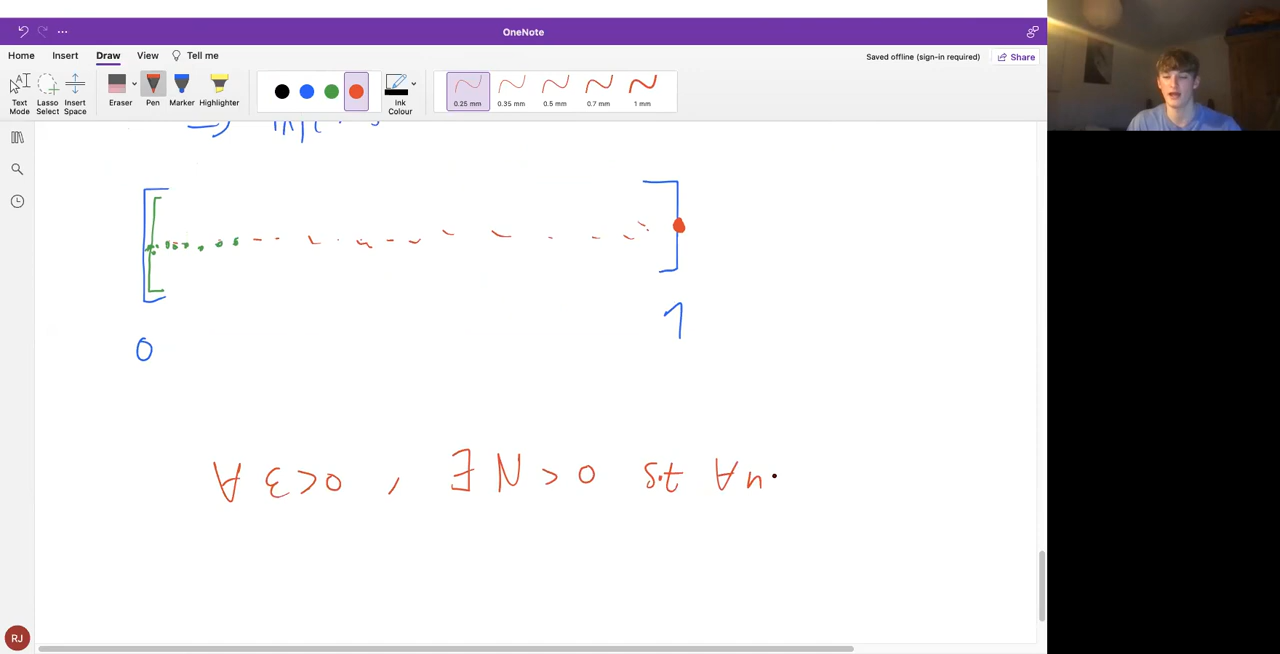 OneNote
Home Insert Draw View Tell me
Saved offline (sign-in required) Share
Text Mode
Lasso Select
Insert Space
Eraser
Pen
Marker
Highlighter
Ink Colour
0.25 mm
0.35 mm
0.5 mm
0.7 mm
1 mm
0
1
∀ ε>0 , ∃ N>0 s.t ∀n
RJ